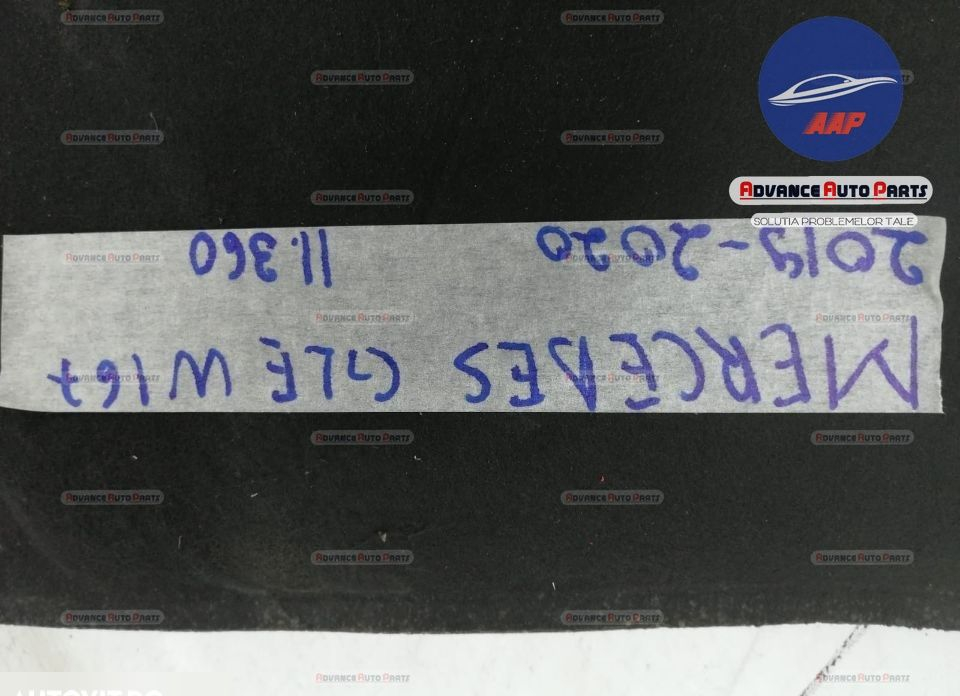 AAP
ADVANCE AUTO PARTS
SOLUTIA PROBLEMELOR TALE
MERCEDES GLE W167
2019-2020 11.360